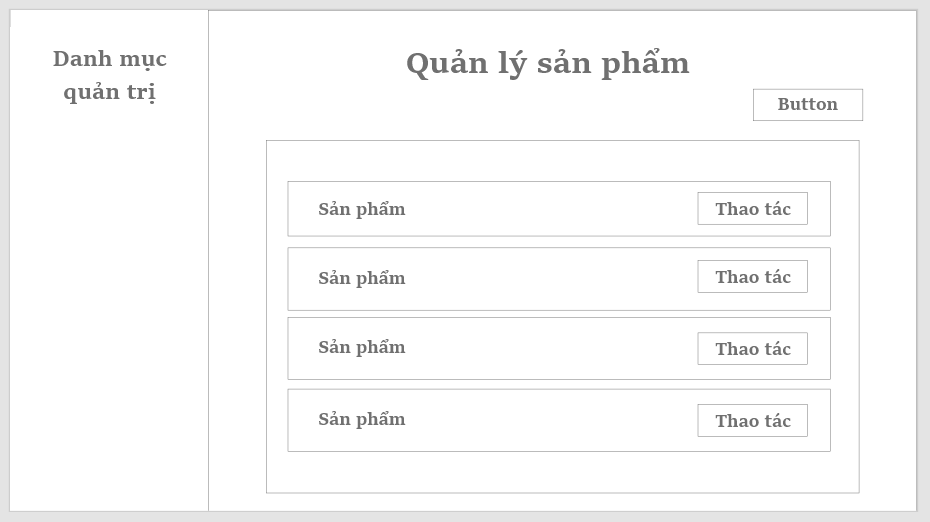 Danh mục
quản trị
Quản lý sản phẩm
Button
Sản phẩm
Thao tác
Sản phẩm
Thao tác
Sản phẩm
Thao tác
Sản phẩm
Thao tác